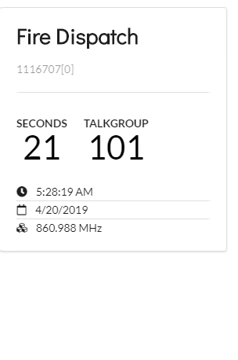 Fire Dispatch
1116707[0]
SECONDS TALKGROUP
21 101
5:28:19 AM
4/20/2019
860.988 MHz